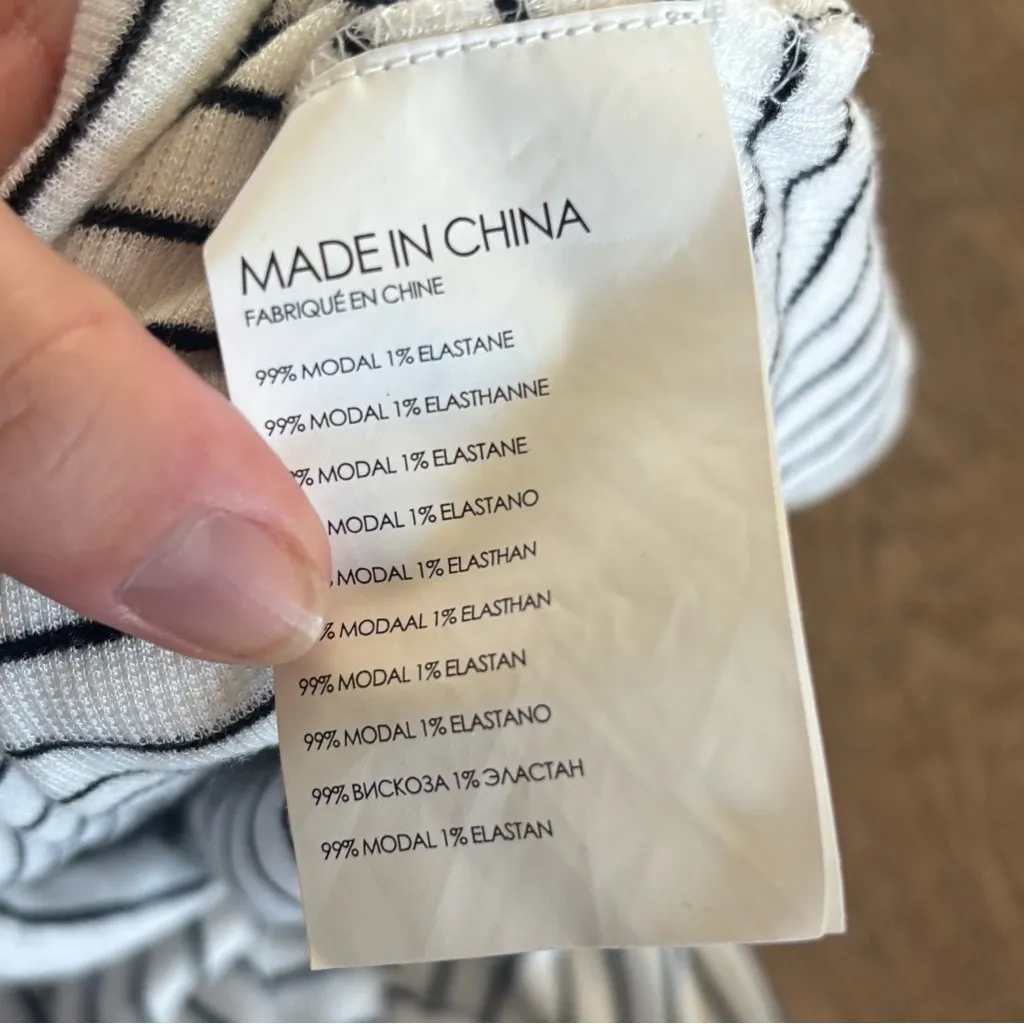 MADE IN CHINA
FABRIQUÉ EN CHINE
99% MODAL 1% ELASTANE
99% MODAL 1% ELASTHANNE
% MODAL 1% ELASTANE
MODAL 1% ELASTANO
MODAL 1% ELASTHAN
% MODAAL 1% ELASTHAN
99% MODAL 1% ELASTAN
99% MODAL 1% ELASTANO
99% ВИСКОЗА 1% ЭЛАСТАН
99% MODAL 1% ELASTAN